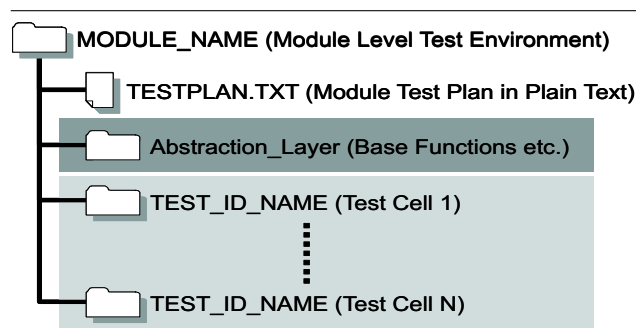 MODULE_NAME (Module Level Test Environment)
TESTPLAN.TXT (Module Test Plan in Plain Text)
Abstraction_Layer (Base Functions etc.)
TEST_ID_NAME (Test Cell 1)
TEST_ID_NAME (Test Cell N)